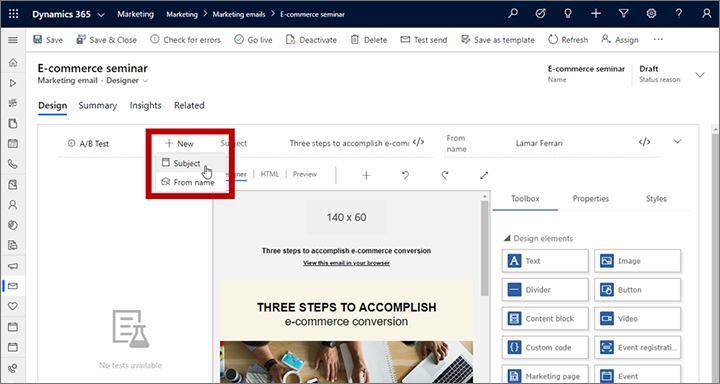 Dynamics 365 Marketing Marketing > Marketing emails > E-commerce seminar
Save Save & Close Check for errors Go live Deactivate Delete Test send Save as template Refresh Assign
E-commerce seminar
Marketing email · Designer
E-commerce seminar
Name
Draft
Status reason
Design Summary Insights Related
A/B Test + New Subject Three steps to accomplish e-com </> From name Lamar Ferrari </>
Subject
From name
HTML Preview
Toolbox Properties Styles
140 x 60
Three steps to accomplish e-commerce conversion
View this email in your browser
THREE STEPS TO ACCOMPLISH
e-commerce conversion
No tests available
Design elements
Text Image
Divider Button
Content block Video
Custom code Event registrati...
Marketing page Event